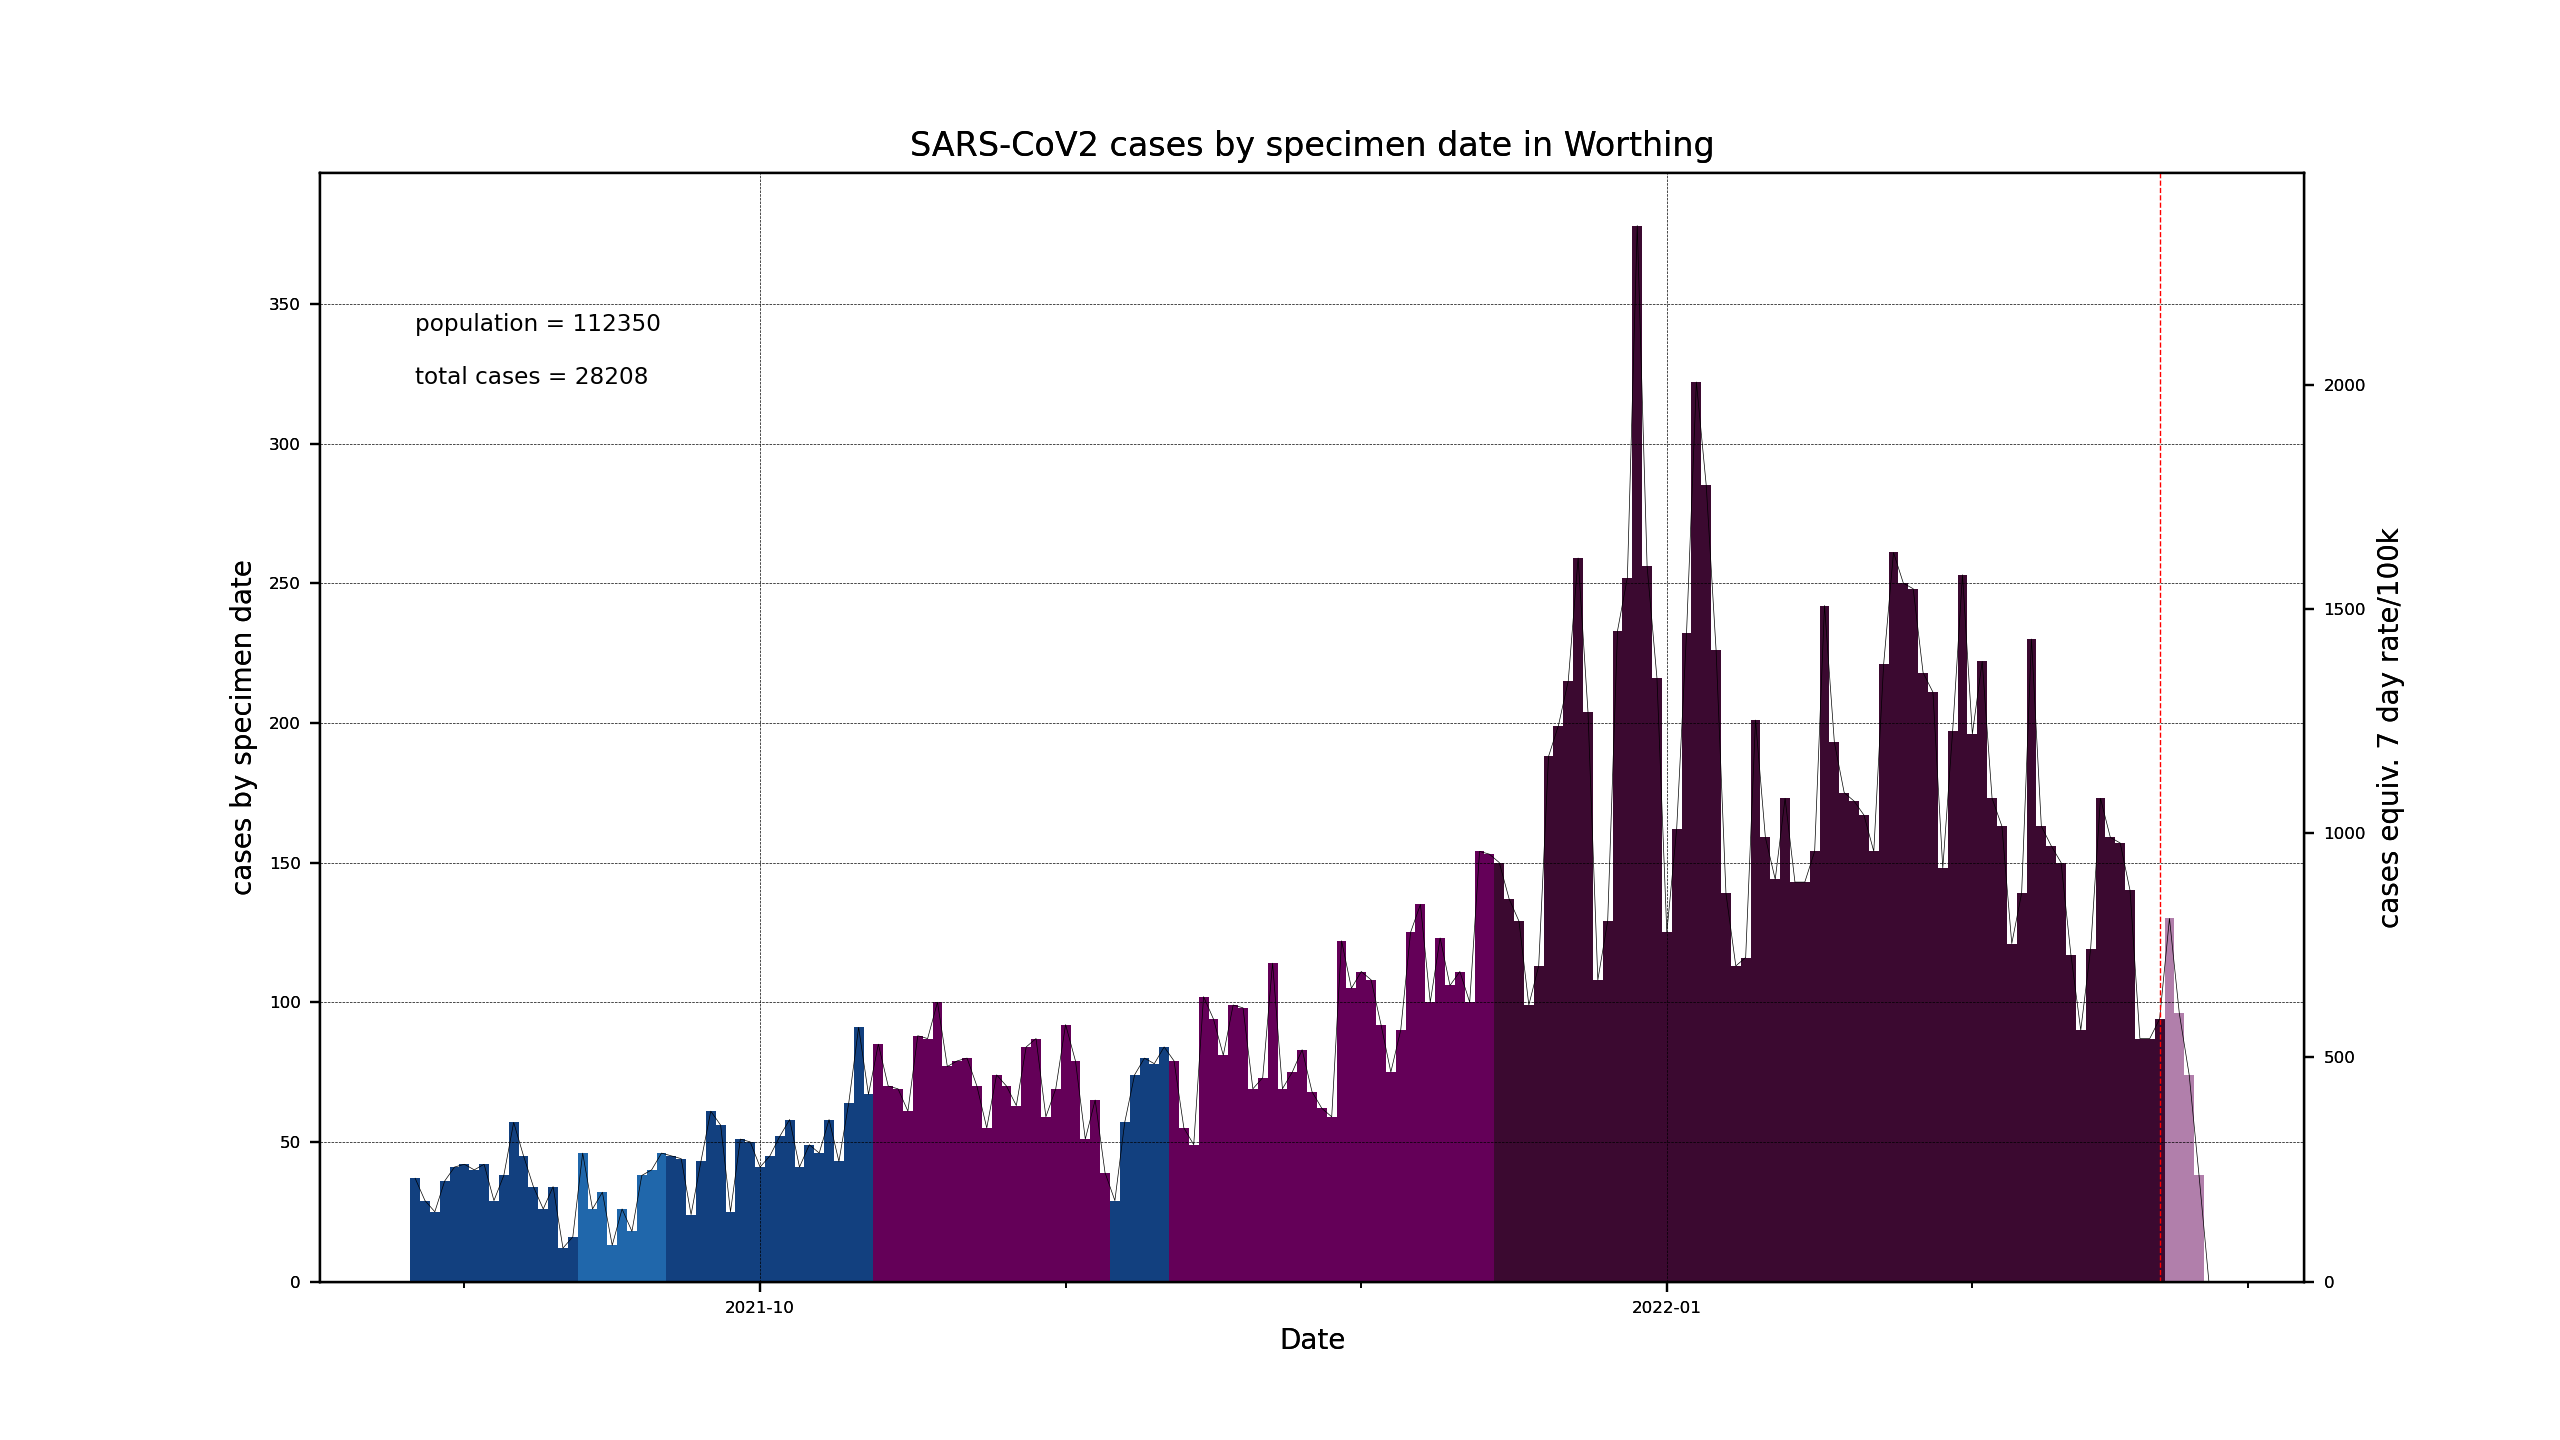 SARS-CoV2 cases by specimen date in Worthing
population = 112350
total cases = 28208
cases by specimen date
350
300
250
200
150
100
50
0
2000
1500
1000
500
0
cases equiv. 7 day rate/100k
2021-10
2022-01
Date